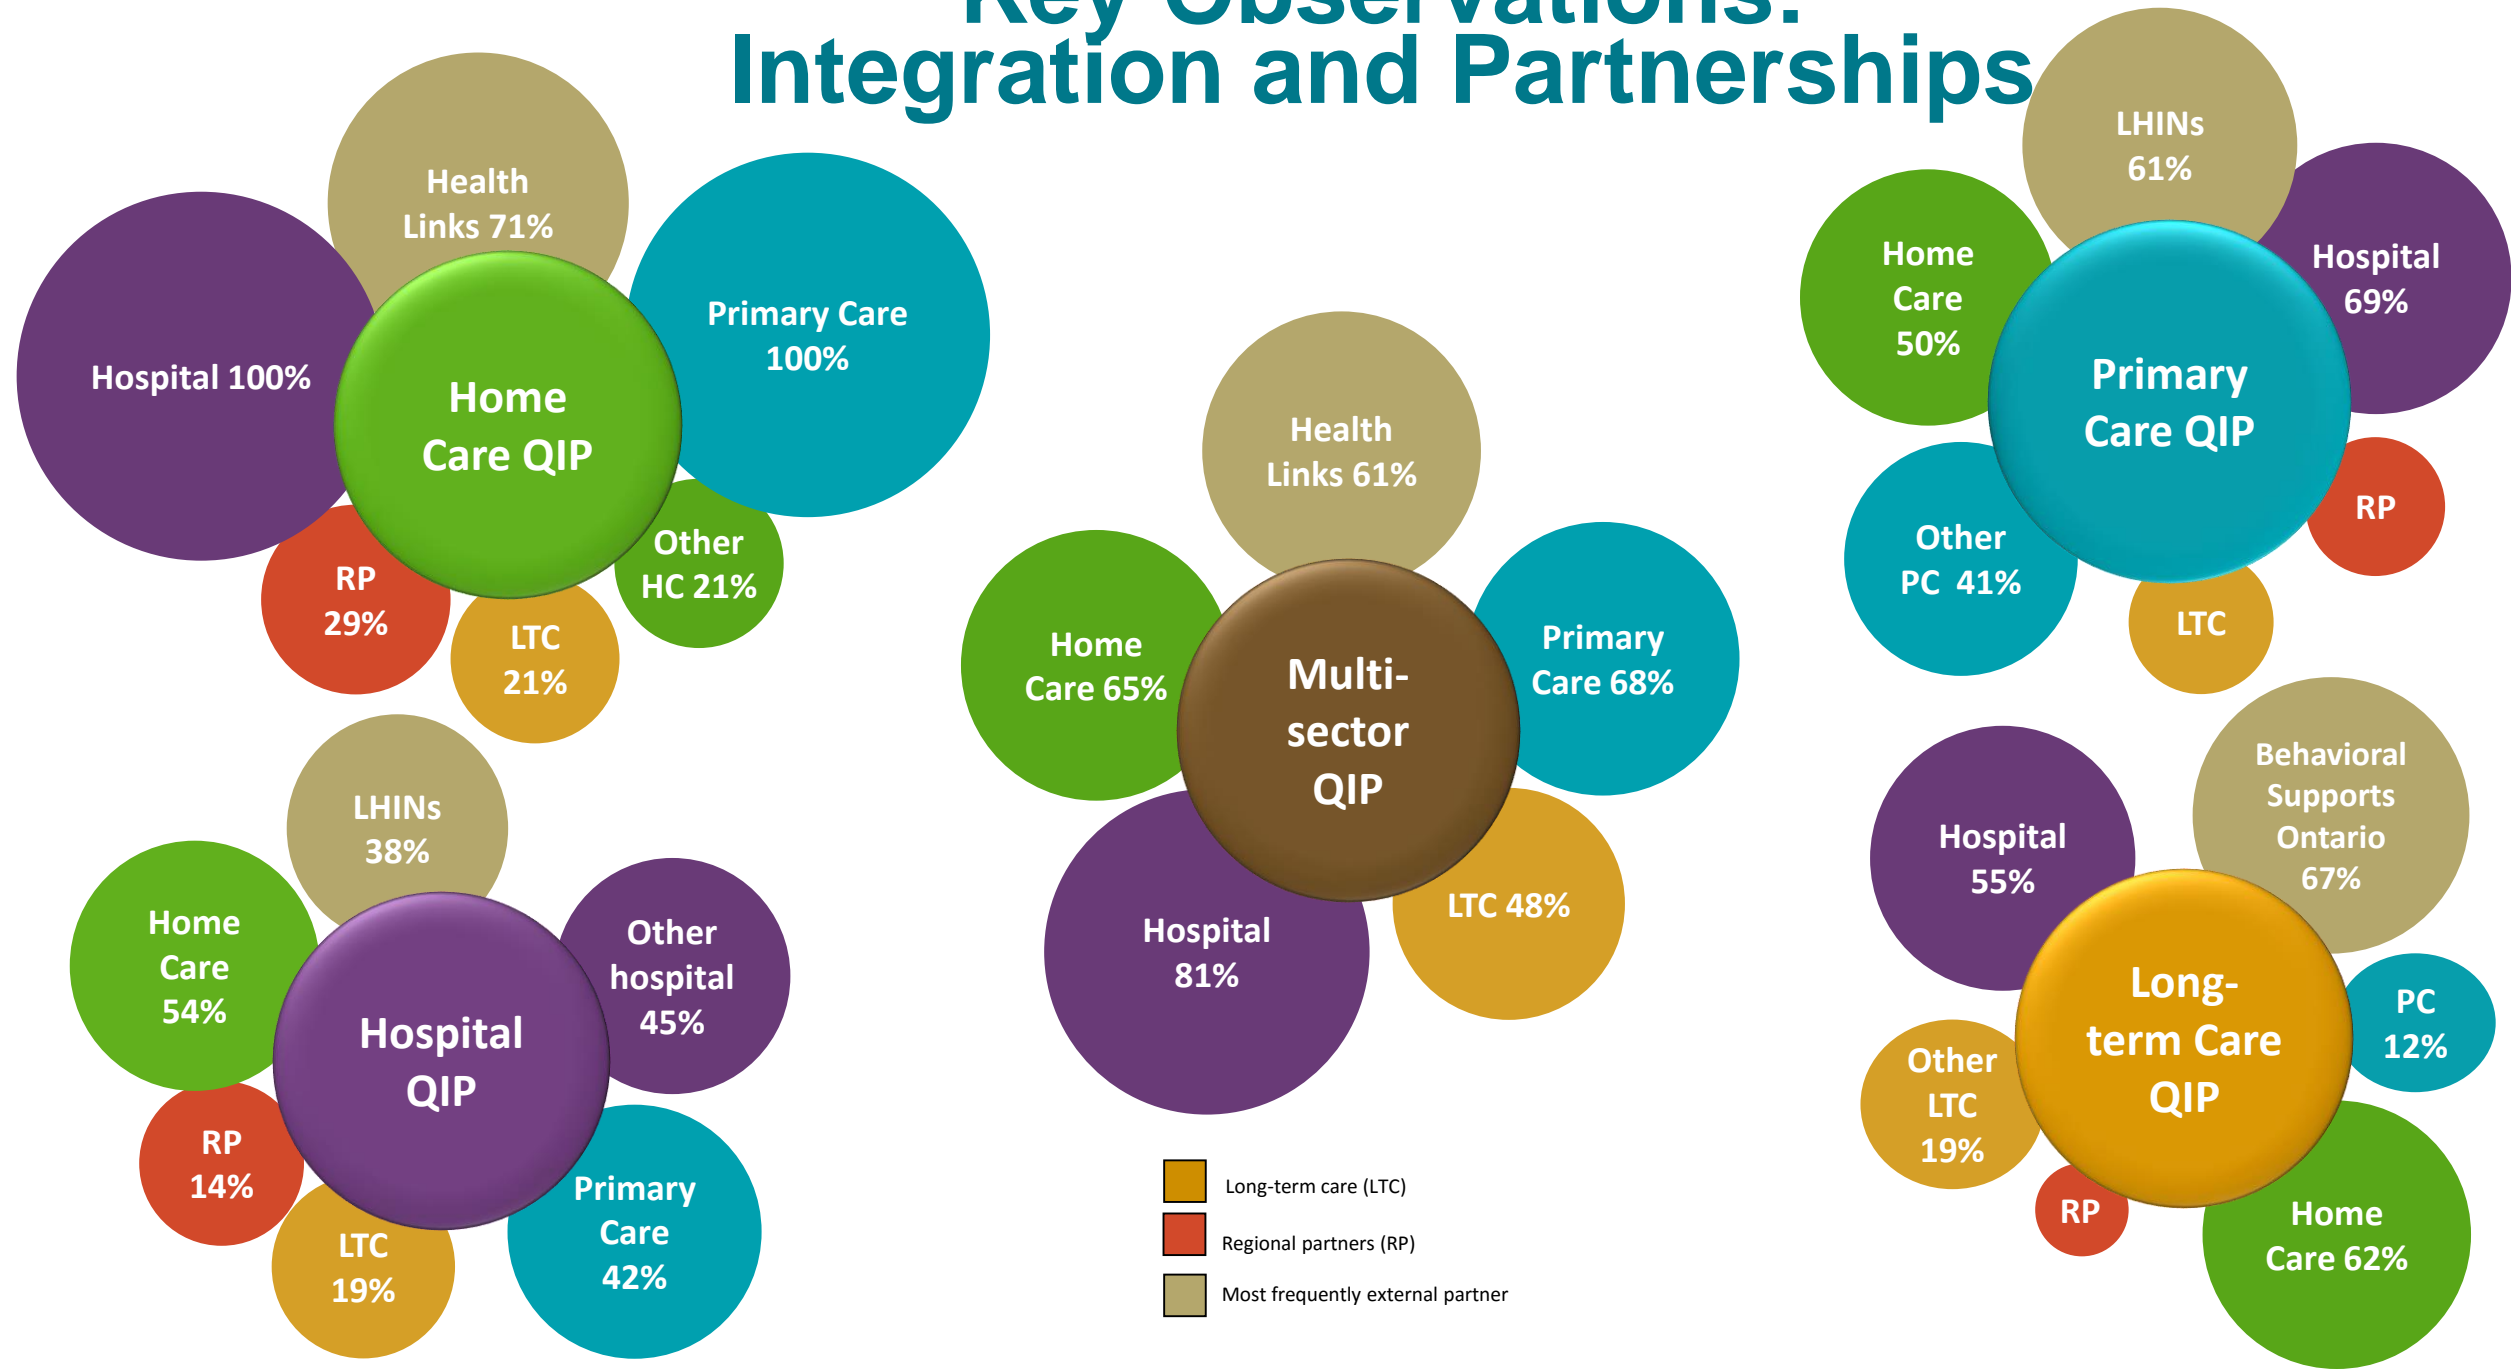 Key Observations:
Integration and Partnerships
Health
Links 71%
Hospital 100%
Primary Care
100%
Home
Care QIP
Other
HC 21%
RP
29%
LTC
21%
LHINs
61%
Home
Care
50%
Hospital
69%
Primary
Care QIP
Other
PC  41%
RP
LTC
Health
Links 61%
Home
Care 65%
Primary
Care 68%
Multi-
sector
QIP
Hospital
81%
LTC 48%
LHINs
38%
Home
Care
54%
Other
hospital
45%
Hospital
QIP
RP
14%
LTC
19%
Primary
Care
42%
Behavioral
Supports
Ontario
67%
Hospital
55%
Long-
term Care
QIP
PC
12%
Other
LTC
19%
RP
Home
Care 62%
Long-term care (LTC)
Regional partners (RP)
Most frequently external partner